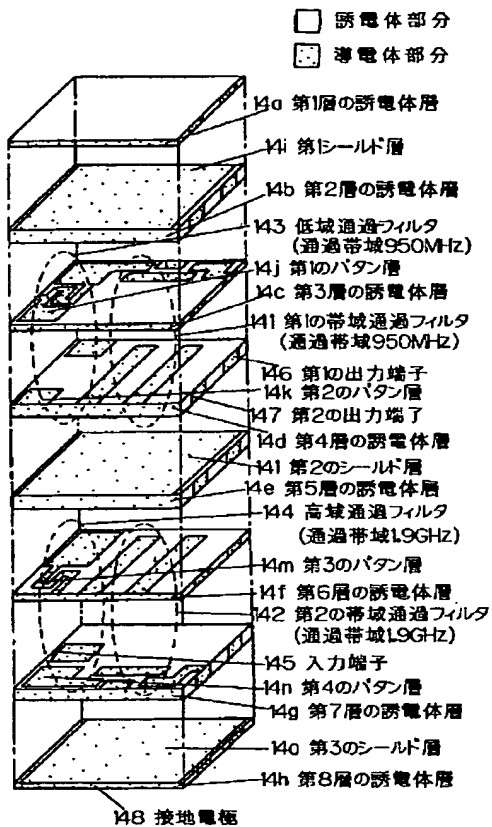 誘電体部分
導電体部分
14a 第1層の誘電体層
14i 第1シールド層
14b 第2層の誘電体層
143 低域通過フィルタ
(通過帯域950MHz)
14j 第1のパタン層
14c 第3層の誘電体層
141 第1の帯域通過フィルタ
(通過帯域950MHz)
146 第1の出力端子
14k 第2のパタン層
147 第2の出力端子
14d 第4層の誘電体層
14l 第2のシールド層
14e 第5層の誘電体層
144 高域通過フィルタ
(通過帯域1.9GHz)
14m 第3のパタン層
14f 第6層の誘電体層
142 第2の帯域通過フィルタ
(通過帯域1.9GHz)
145 入力端子
14n 第4のパタン層
14g 第7層の誘電体層
14o 第3のシールド層
14h 第8層の誘電体層
148 接地電極